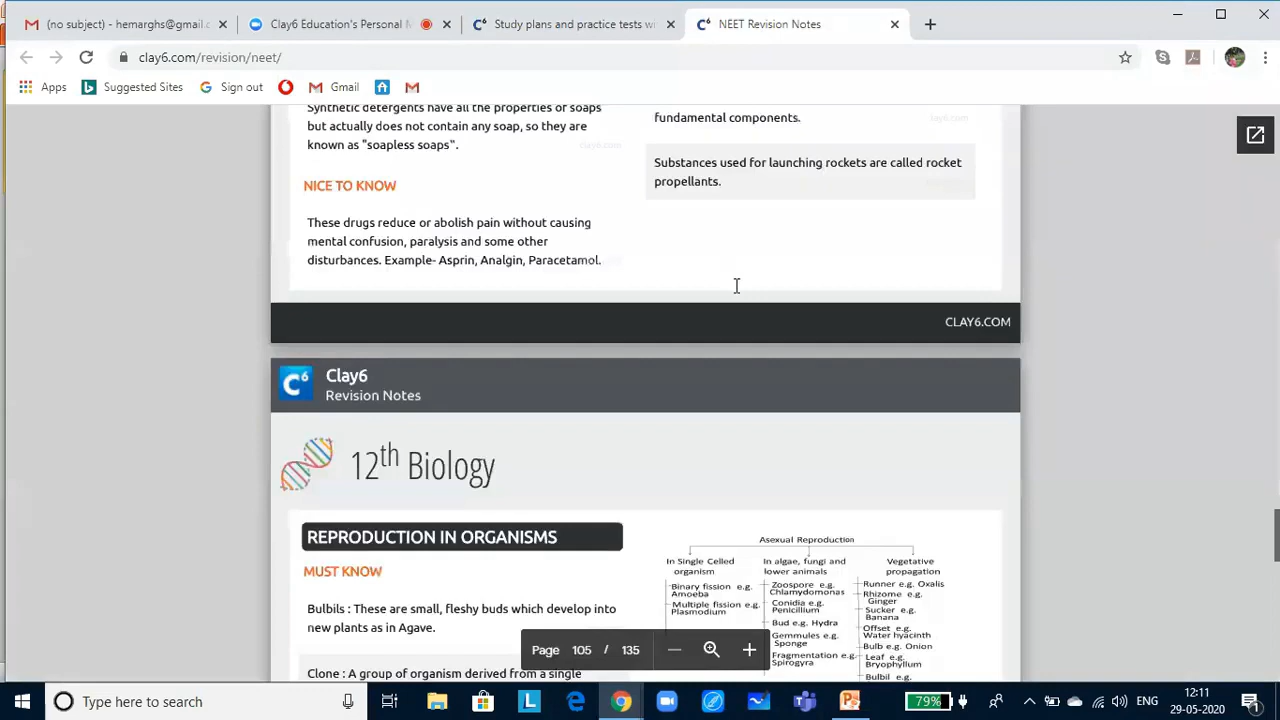 (no subject) - hemarghs@gmail.c
Clay6 Education's Personal M
Study plans and practice tests w
NEET Revision Notes
clay6.com/revision/neet/
Apps
Suggested Sites
Sign out
Gmail
Synthetic detergents have all the properties of soaps
but actually does not contain any soap, so they are
known as "soapless soaps".
clay6.com
NICE TO KNOW
These drugs reduce or abolish pain without causing
mental confusion, paralysis and some other
disturbances. Example- Asprin, Analgin, Paracetamol.
fundamental components.
clay6.com
Substances used for launching rockets are called rocket
propellants.
CLAY6.COM
Clay6
Revision Notes
12th Biology
REPRODUCTION IN ORGANISMS
MUST KNOW
Bulbils : These are small, fleshy buds which develop into
new plants as in Agave.
Clone : A group of organism derived from a single
Asexual Reproduction
In Single Celled
organism
Binary fission e.g.
Amoeba
Multiple fission e.g.
Plasmodium
In algae, fungi and
lower animals
Zoospore e.g.
Chlamydomonas
Conidia e.g.
Penicillium
Bud e.g. Hydra
Gemmules e.g.
Sponge
Fragmentation e.g.
Spirogyra
Vegetative
propagation
Runner e.g. Oxalis
Rhizome e.g.
Ginger
Sucker e.g.
Banana
Offset e.g.
Water hyacinth
Bulb e.g. Onion
Leaf e.g.
Bryophyllum
Bulbil e.g.
Page 105 / 135
Type here to search
79%
ENG
12:11
29-05-2020